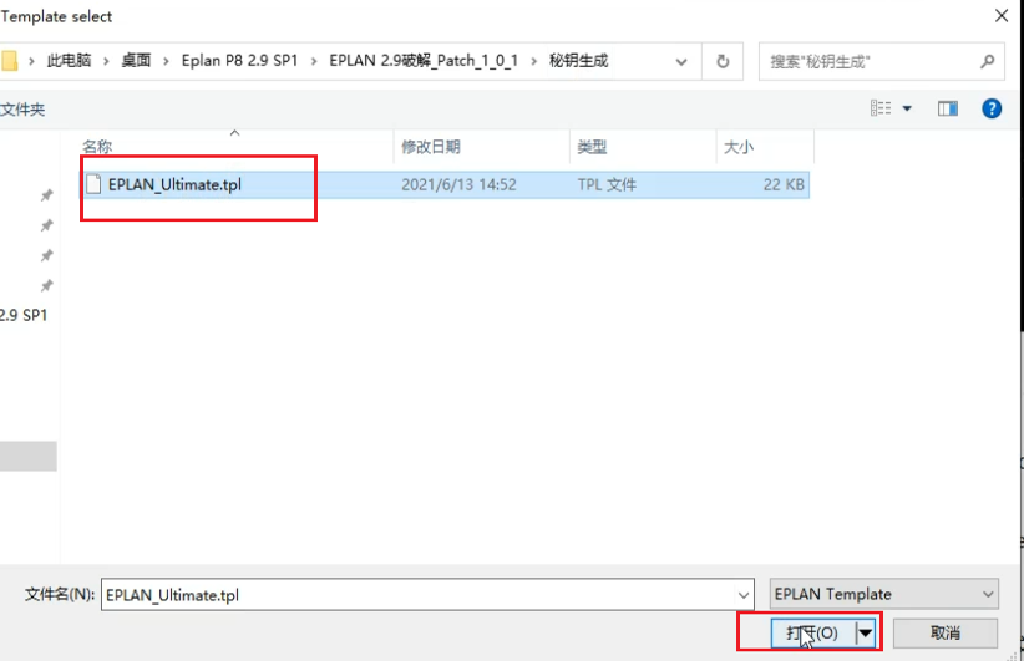 Template select
此电脑 › 桌面 › Eplan P8 2.9 SP1 › EPLAN 2.9破解_Patch_1_0_1 › 秘钥生成
搜索"秘钥生成"
文件夹
名称 修改日期 类型 大小
EPLAN_Ultimate.tpl 2021/6/13 14:52 TPL 文件 22 KB
2.9 SP1
文件名(N): EPLAN_Ultimate.tpl EPLAN Template
打开(O) 取消